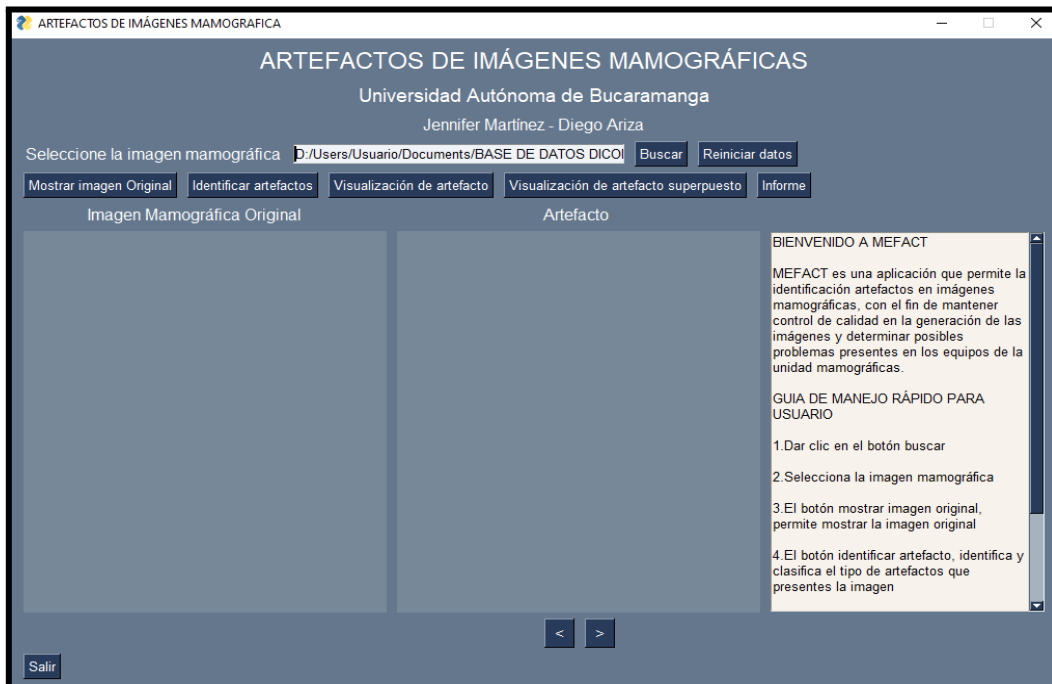 ARTEFACTOS DE IMÁGENES MAMOGRAFICA
ARTEFACTOS DE IMÁGENES MAMOGRÁFICAS
Universidad Autónoma de Bucaramanga
Jennifer Martínez - Diego Ariza
Seleccione la imagen mamográfica D:/Users/Usuario/Documents/BASE DE DATOS DICOI Buscar Reiniciar datos
Mostrar imagen Original Identificar artefactos Visualización de artefacto Visualización de artefacto superpuesto Informe
Imagen Mamográfica Original Artefacto
BIENVENIDO A MEFACT
MEFACT es una aplicación que permite la
identificación artefactos en imágenes
mamográficas, con el fin de mantener
control de calidad en la generación de las
imágenes y determinar posibles
problemas presentes en los equipos de la
unidad mamográficas.
GUIA DE MANEJO RÁPIDO PARA
USUARIO
1.Dar clic en el botón buscar
2.Selecciona la imagen mamográfica
3.El botón mostrar imagen original,
permite mostrar la imagen original
4.El botón identificar artefacto, identifica y
clasifica el tipo de artefactos que
presentes la imagen
< >
Salir